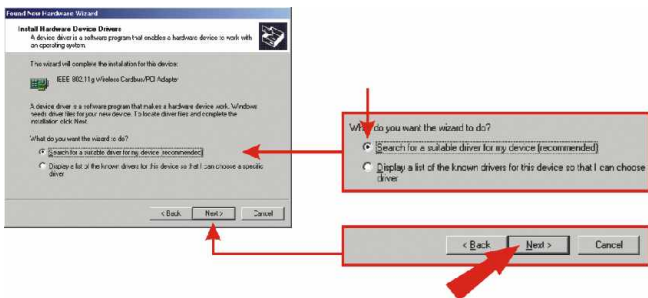 Found New Hardware Wizard
Install Hardware Device Drivers
A device driver is a software program that enables a hardware device to work with
an operating system.
This wizard will complete the installation for this device:
IEEE 802.11g Wireless Cardbus/PCI Adapter
A device driver is a software program that makes a hardware device work. Windows
needs driver files for your new device. To locate driver files and complete the
installation click Next.
What do you want the wizard to do?
Search for a suitable driver for my device (recommended)
Display a list of the known drivers for this device so that I can choose a specific
driver
< Back Next > Cancel
What do you want the wizard to do?
Search for a suitable driver for my device (recommended)
Display a list of the known drivers for this device so that I can choose
driver
< Back Next > Cancel